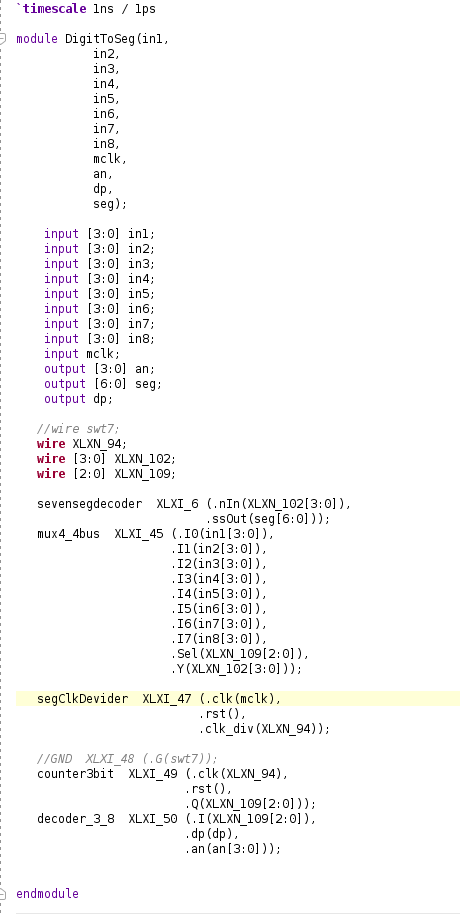 `timescale 1ns / 1ps
module DigitToSeg(in1,
in2,
in3,
in4,
in5,
in6,
in7,
in8,
mclk,
an,
dp,
seg);
input [3:0] in1;
input [3:0] in2;
input [3:0] in3;
input [3:0] in4;
input [3:0] in5;
input [3:0] in6;
input [3:0] in7;
input [3:0] in8;
input mclk;
output [3:0] an;
output [6:0] seg;
output dp;
//wire swt7;
wire XLXN_94;
wire [3:0] XLXN_102;
wire [2:0] XLXN_109;
sevensegdecoder XLXI_6 (.nIn(XLXN_102[3:0]),
.ssOut(seg[6:0]));
mux4_4bus XLXI_45 (.I0(in1[3:0]),
.I1(in2[3:0]),
.I2(in3[3:0]),
.I3(in4[3:0]),
.I4(in5[3:0]),
.I5(in6[3:0]),
.I6(in7[3:0]),
.I7(in8[3:0]),
.Sel(XLXN_109[2:0]),
.Y(XLXN_102[3:0]));
segClkDevider XLXI_47 (.clk(mclk),
.rst(),
.clk_div(XLXN_94));
//GND XLXI_48 (.G(swt7));
counter3bit XLXI_49 (.clk(XLXN_94),
.rst(),
.Q(XLXN_109[2:0]));
decoder_3_8 XLXI_50 (.I(XLXN_109[2:0]),
.dp(dp),
.an(an[3:0]));
endmodule